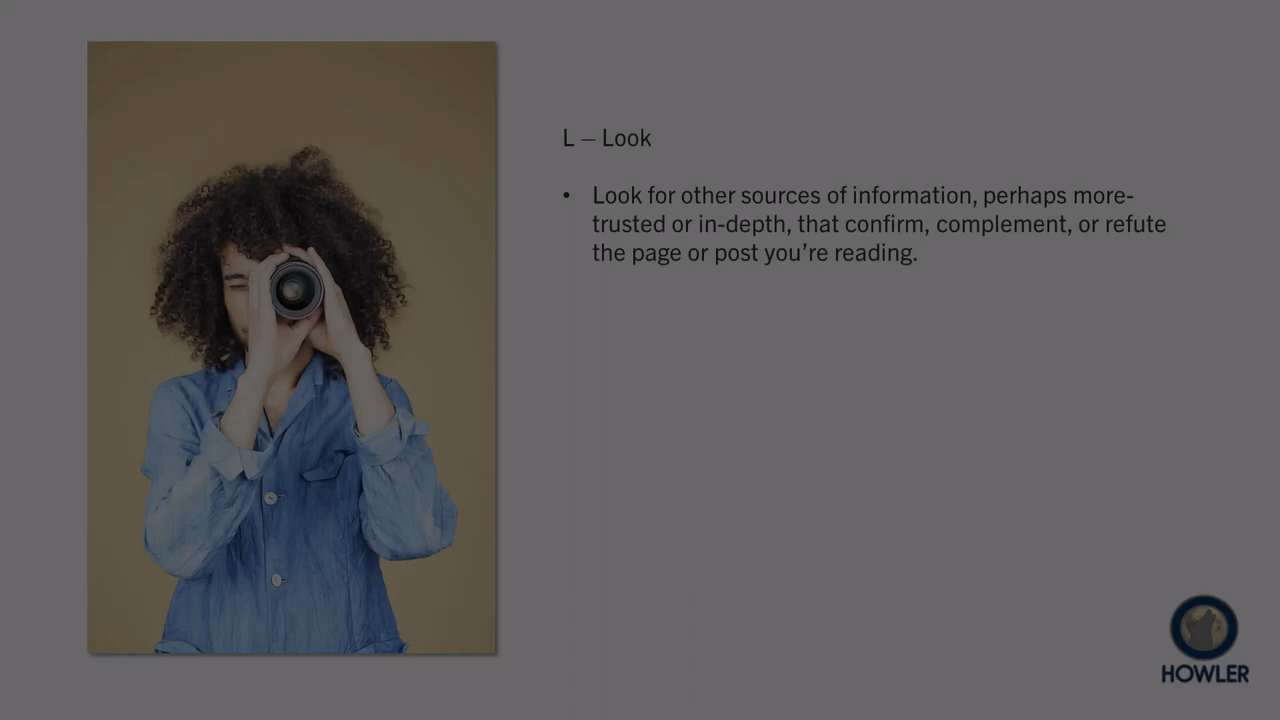 L – Look
• Look for other sources of information, perhaps more-
trusted or in-depth, that confirm, complement, or refute
the page or post you’re reading.
HOWLER